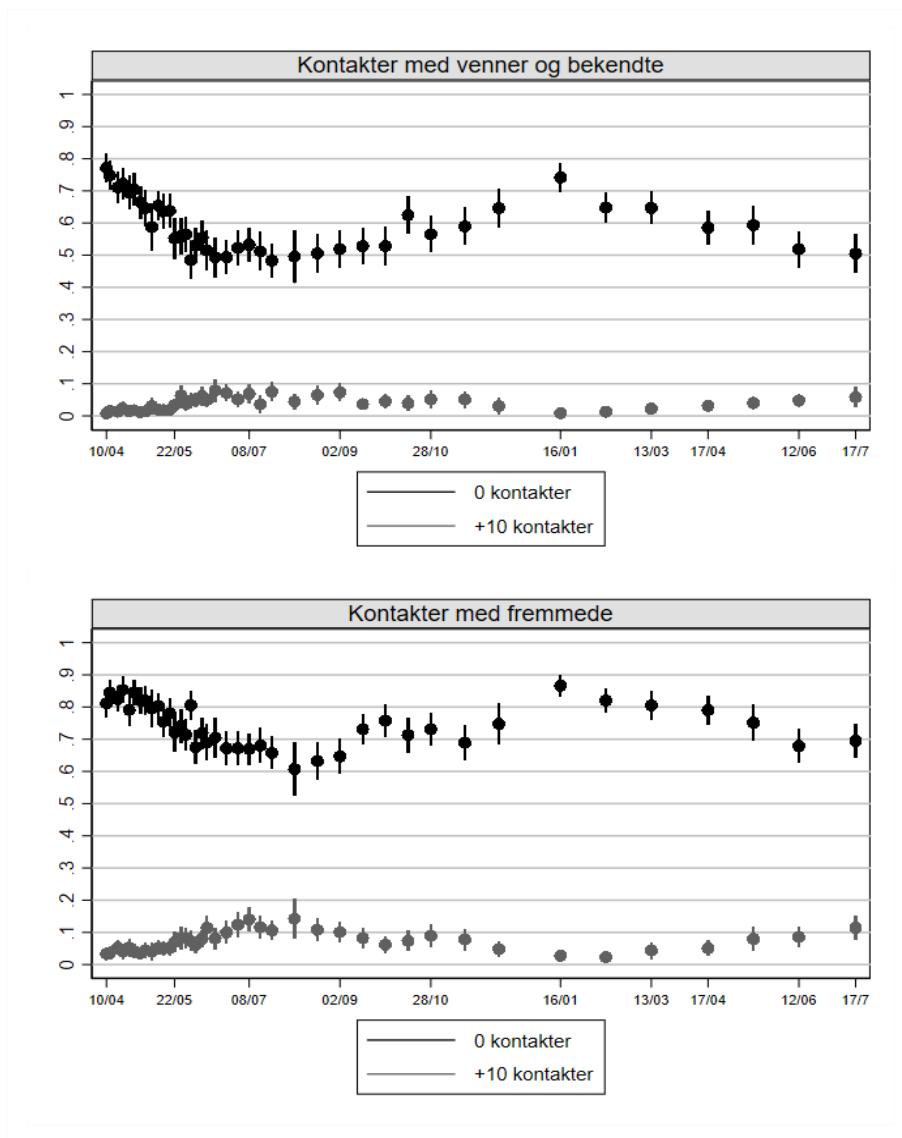 Kontakter med venner og bekendte
1
.9
.8
.7
.6
.5
.4
.3
.2
.1
0
10/04 22/05 08/07 02/09 28/10 16/01 13/03 17/04 12/06 17/7
0 kontakter
+10 kontakter
Kontakter med fremmede
1
.9
.8
.7
.6
.5
.4
.3
.2
.1
0
10/04 22/05 08/07 02/09 28/10 16/01 13/03 17/04 12/06 17/7
0 kontakter
+10 kontakter